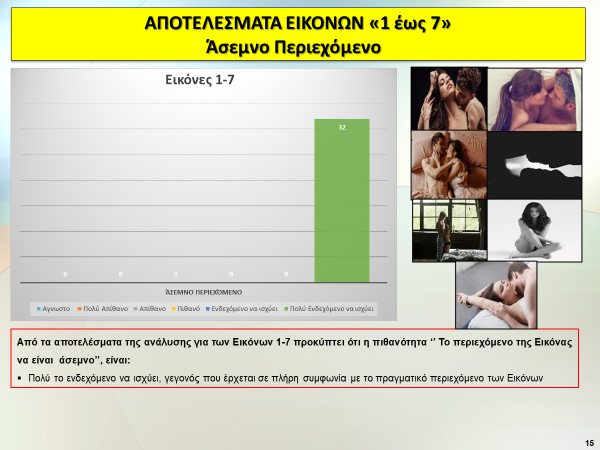 ΑΠΟΤΕΛΕΣΜΑΤΑ ΕΙΚΟΝΩΝ «1 έως 7»
Άσεμνο Περιεχόμενο
Εικόνες 1-7
32
0 0 0 0 0
ΆΣΕΜΝΟ ΠΕΡΙΕΧΌΜΕΝΟ
Αγνωστο Πολύ Απίθανο Απίθανο Πιθανό Ενδεχόμενο να ισχύει Πολύ Ενδεχόμενο να ισχύει
Από τα αποτελέσματα της ανάλυσης για των Εικόνων 1-7 προκύπτει ότι η πιθανότητα ‘’ Το περιεχόμενο της Εικόνας
να είναι άσεμνο’’, είναι:
▪ Πολύ το ενδεχόμενο να ισχύει, γεγονός που έρχεται σε πλήρη συμφωνία με το πραγματικό περιεχόμενο των Εικόνων
15